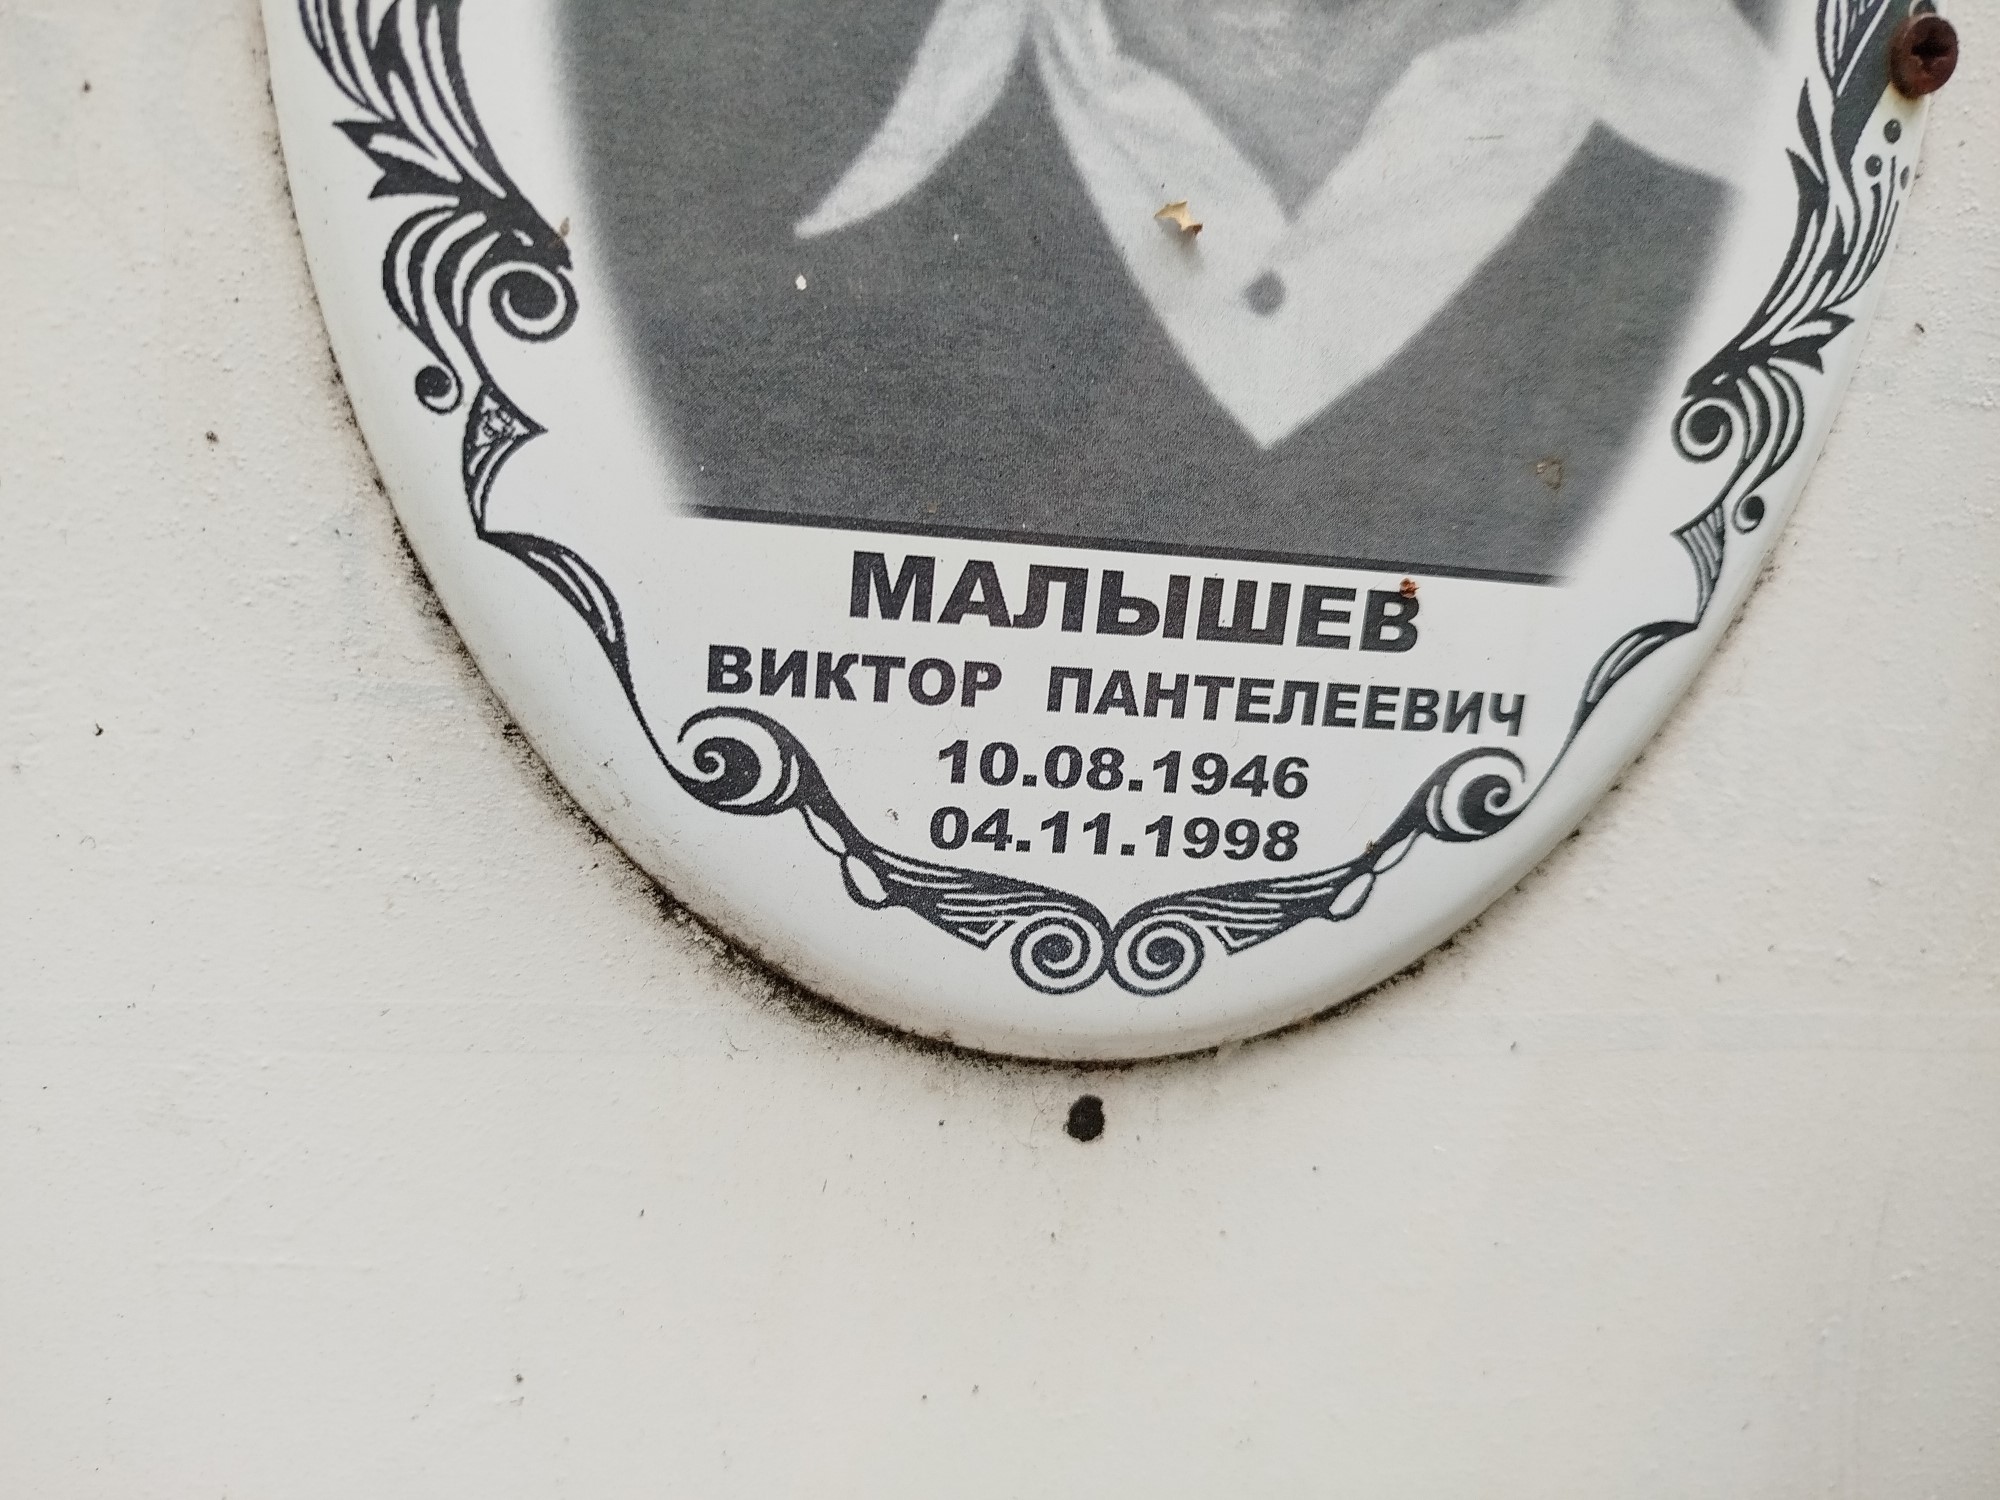 МАЛЫШЕВ
ВИКТОР ПАНТЕЛЕЕВИЧ
10.08.1946
04.11.1998